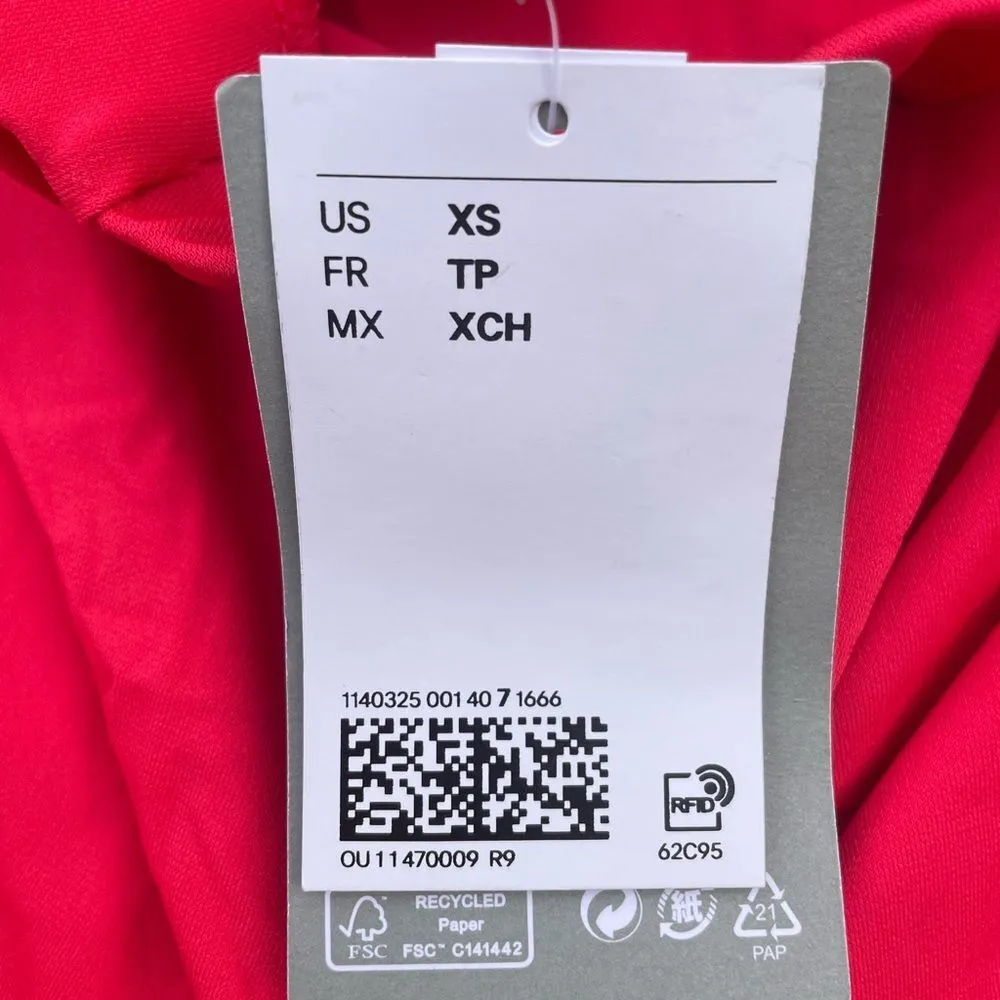 US XS
FR TP
MX XCH
1140325 001 40 7 1666
RFID
OU 11470009 R9
62C95
FSC
RECYCLED
Paper
FSC™ C141442
紙
21
PAP